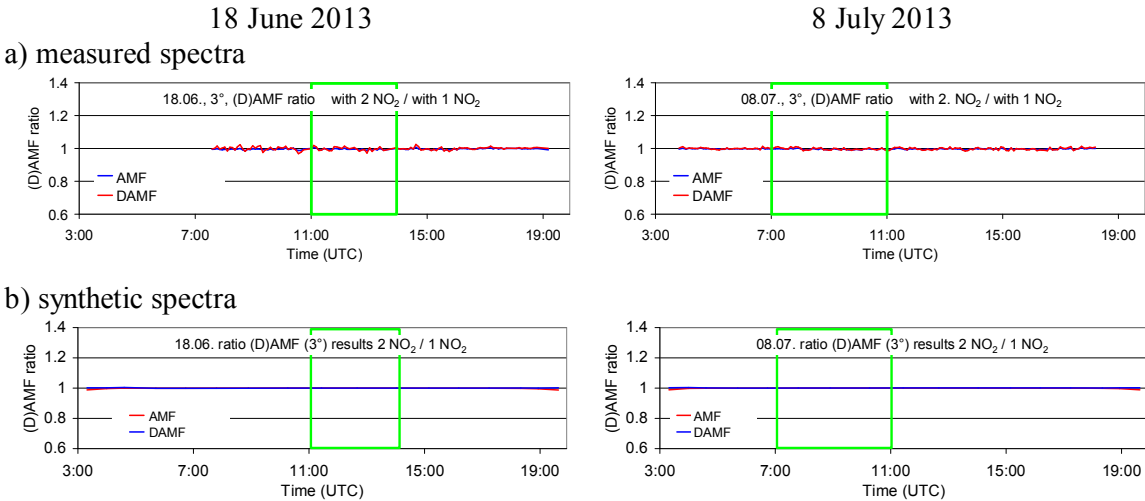 18 June 2013
8 July 2013
a) measured spectra
(D)AMF ratio
1.4
1.2
1
0.8
0.6
18.06., 3°, (D)AMF ratio with 2 NO₂ / with 1 NO₂
AMF
DAMF
3:00 7:00 11:00 15:00 19:00
Time (UTC)
(D)AMF ratio
1.4
1.2
1
0.8
0.6
08.07., 3°, (D)AMF ratio with 2. NO₂ / with 1 NO₂
AMF
DAMF
3:00 7:00 11:00 15:00 19:00
Time (UTC)
b) synthetic spectra
(D)AMF ratio
1.4
1.2
1
0.8
0.6
18.06. ratio (D)AMF (3°) results 2 NO₂ / 1 NO₂
AMF
DAMF
3:00 7:00 11:00 15:00 19:00
Time (UTC)
(D)AMF ratio
1.4
1.2
1
0.8
0.6
08.07. ratio (D)AMF (3°) results 2 NO₂ / 1 NO₂
AMF
DAMF
3:00 7:00 11:00 15:00 19:00
Time (UTC)